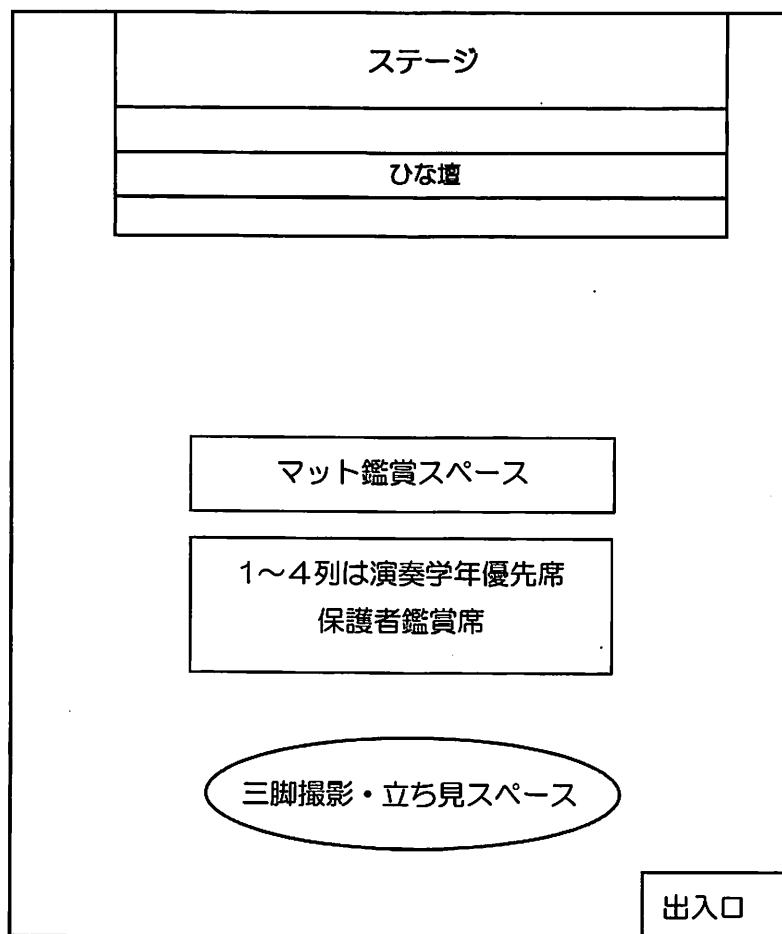 ステージ
ひな壇
マット鑑賞スペース
1~4列は演奏学年優先席
保護者鑑賞席
三脚撮影・立ち見スペース
出入口